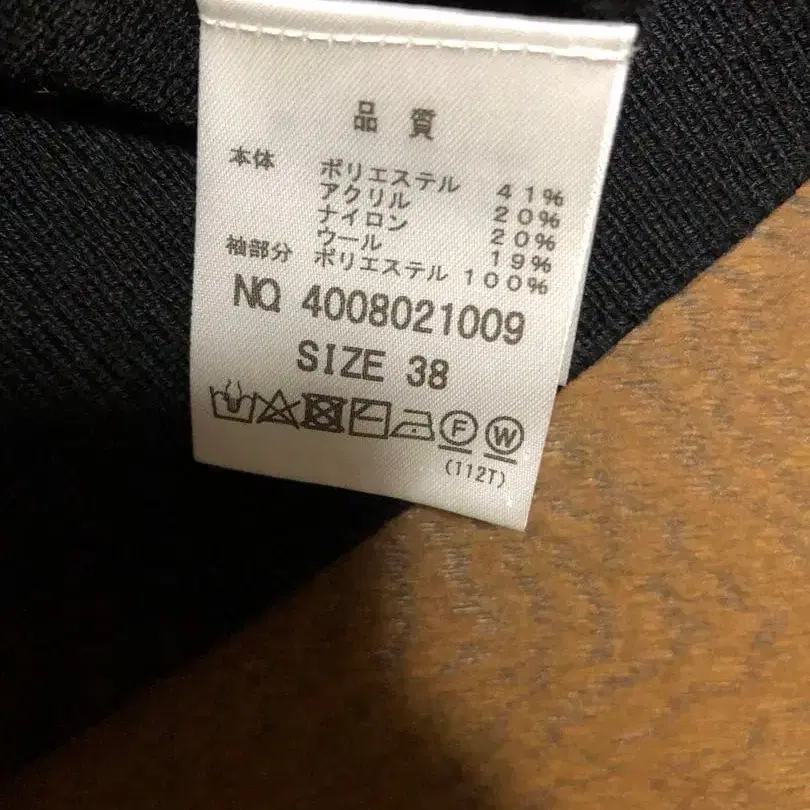 品質
本体 ポリエステル 41%
アクリル 20%
ナイロン 20%
ウール 19%
袖部分 ポリエステル 100%
NQ 4008021009
SIZE 38
F W
(112T)